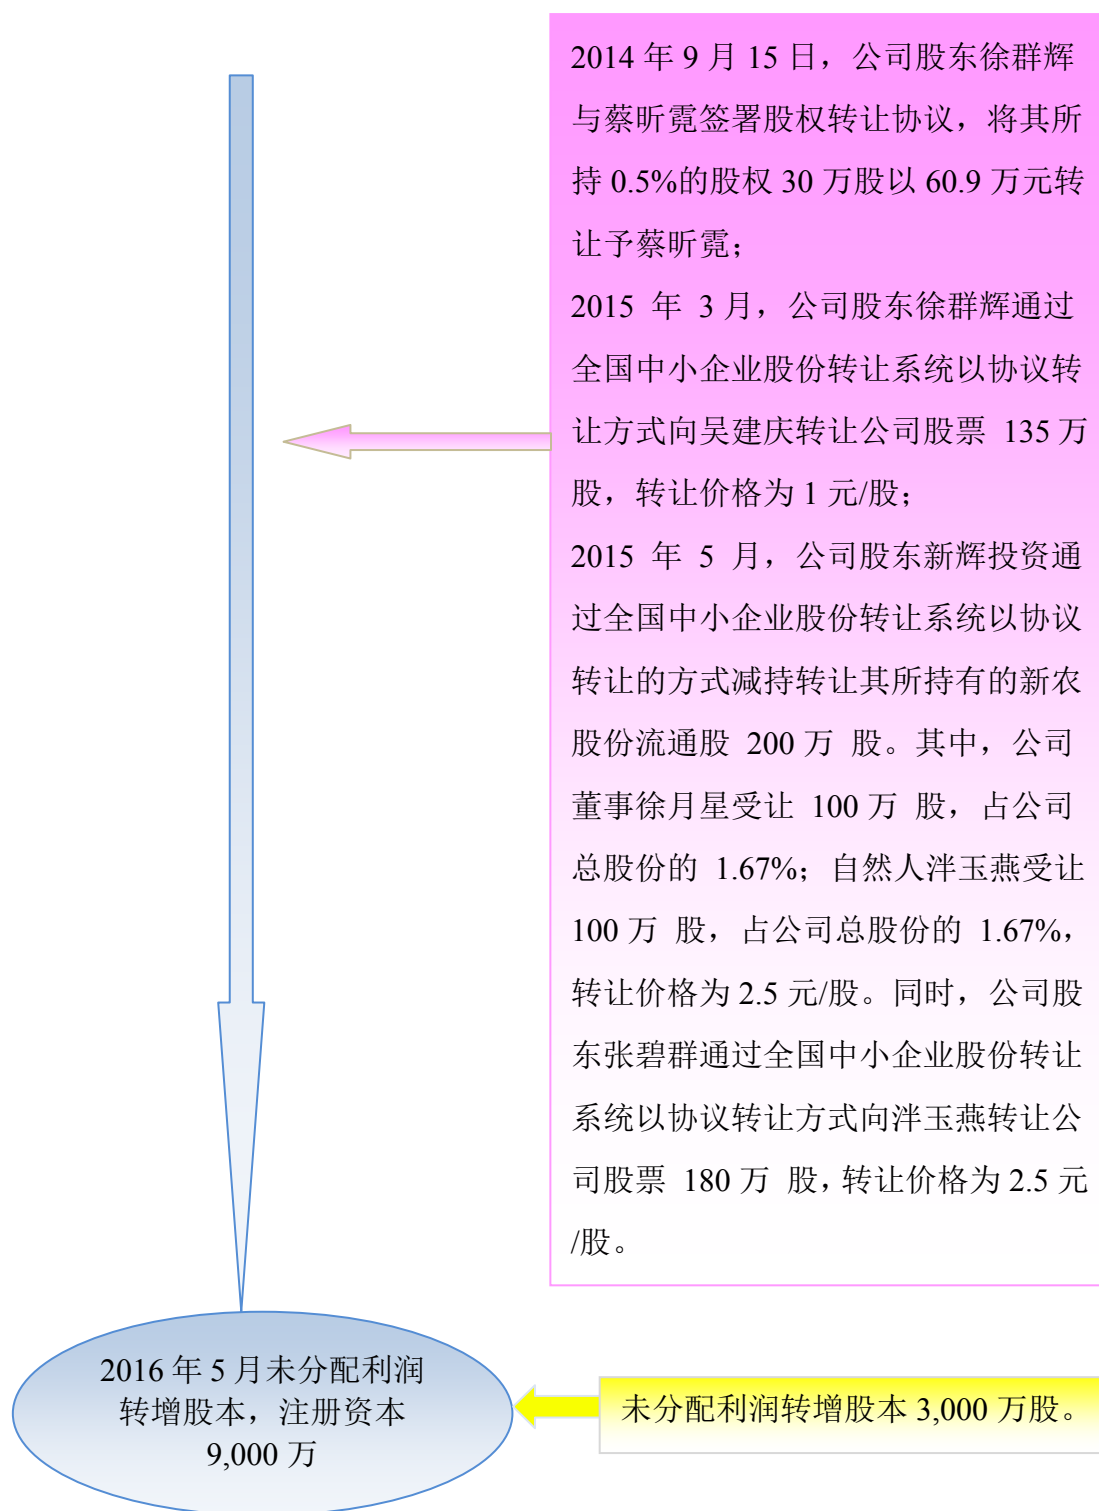 2014 年 9 月 15 日，公司股东徐群辉
与蔡昕霓签署股权转让协议，将其所
持 0.5%的股权 30 万股以 60.9 万元转
让予蔡昕霓；
2015 年 3 月，公司股东徐群辉通过
全国中小企业股份转让系统以协议转
让方式向吴建庆转让公司股票 135 万
股，转让价格为 1 元/股；
2015 年 5 月，公司股东新辉投资通
过全国中小企业股份转让系统以协议
转让的方式减持转让其所持有的新农
股份流通股 200 万 股。其中，公司
董事徐月星受让 100 万 股，占公司
总股份的 1.67%；自然人泮玉燕受让
100 万 股，占公司总股份的 1.67%，
转让价格为 2.5 元/股。同时，公司股
东张碧群通过全国中小企业股份转让
系统以协议转让方式向泮玉燕转让公
司股票 180 万 股，转让价格为 2.5 元
/股。
2016 年 5 月未分配利润
转增股本，注册资本
9,000 万
未分配利润转增股本 3,000 万股。